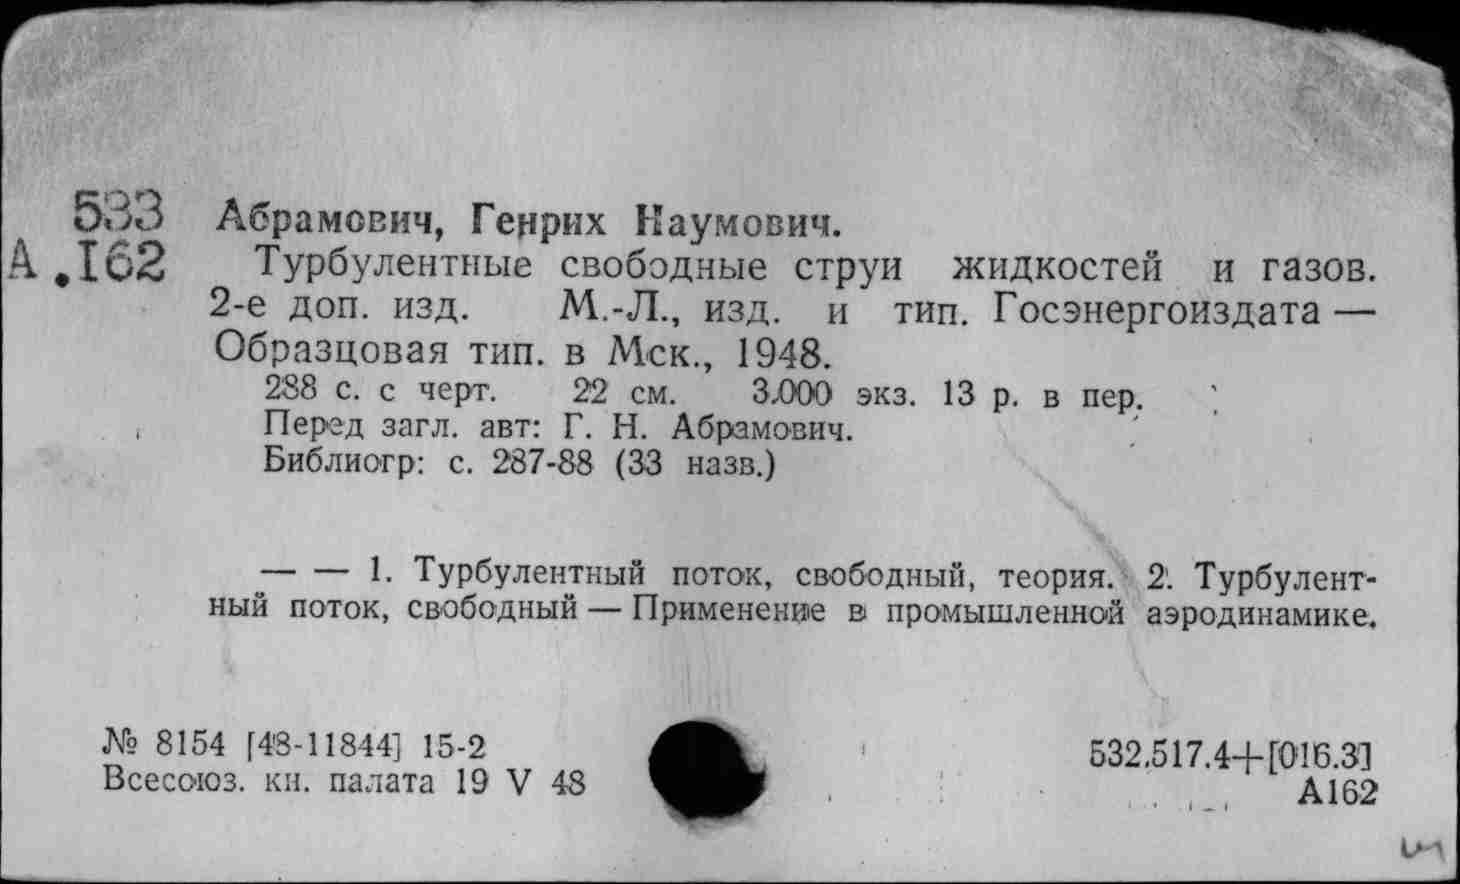 533 Абрамович, Генрих Наумович.
А.I62 Турбулентные свободные струи жидкостей и газов.
2-е доп. изд. М.-Л., изд. и тип. Госэнергоиздата —
Образцовая тип. в Мск., 1948.
288 с. с черт. 22 см. 3.000 экз. 13 р. в пер.
Перед загл. авт: Г. Н. Абрамович.
Библиогр: с. 287-88 (33 назв.)
— — 1. Турбулентный поток, свободный, теория. 2. Турбулент-
ный поток, свободный — Применение в промышленной аэродинамике.
№ 8154 [48-11844] 15-2
Всесоюз. кн. палата 19 V 48
532.517.4+[016.3]
А162